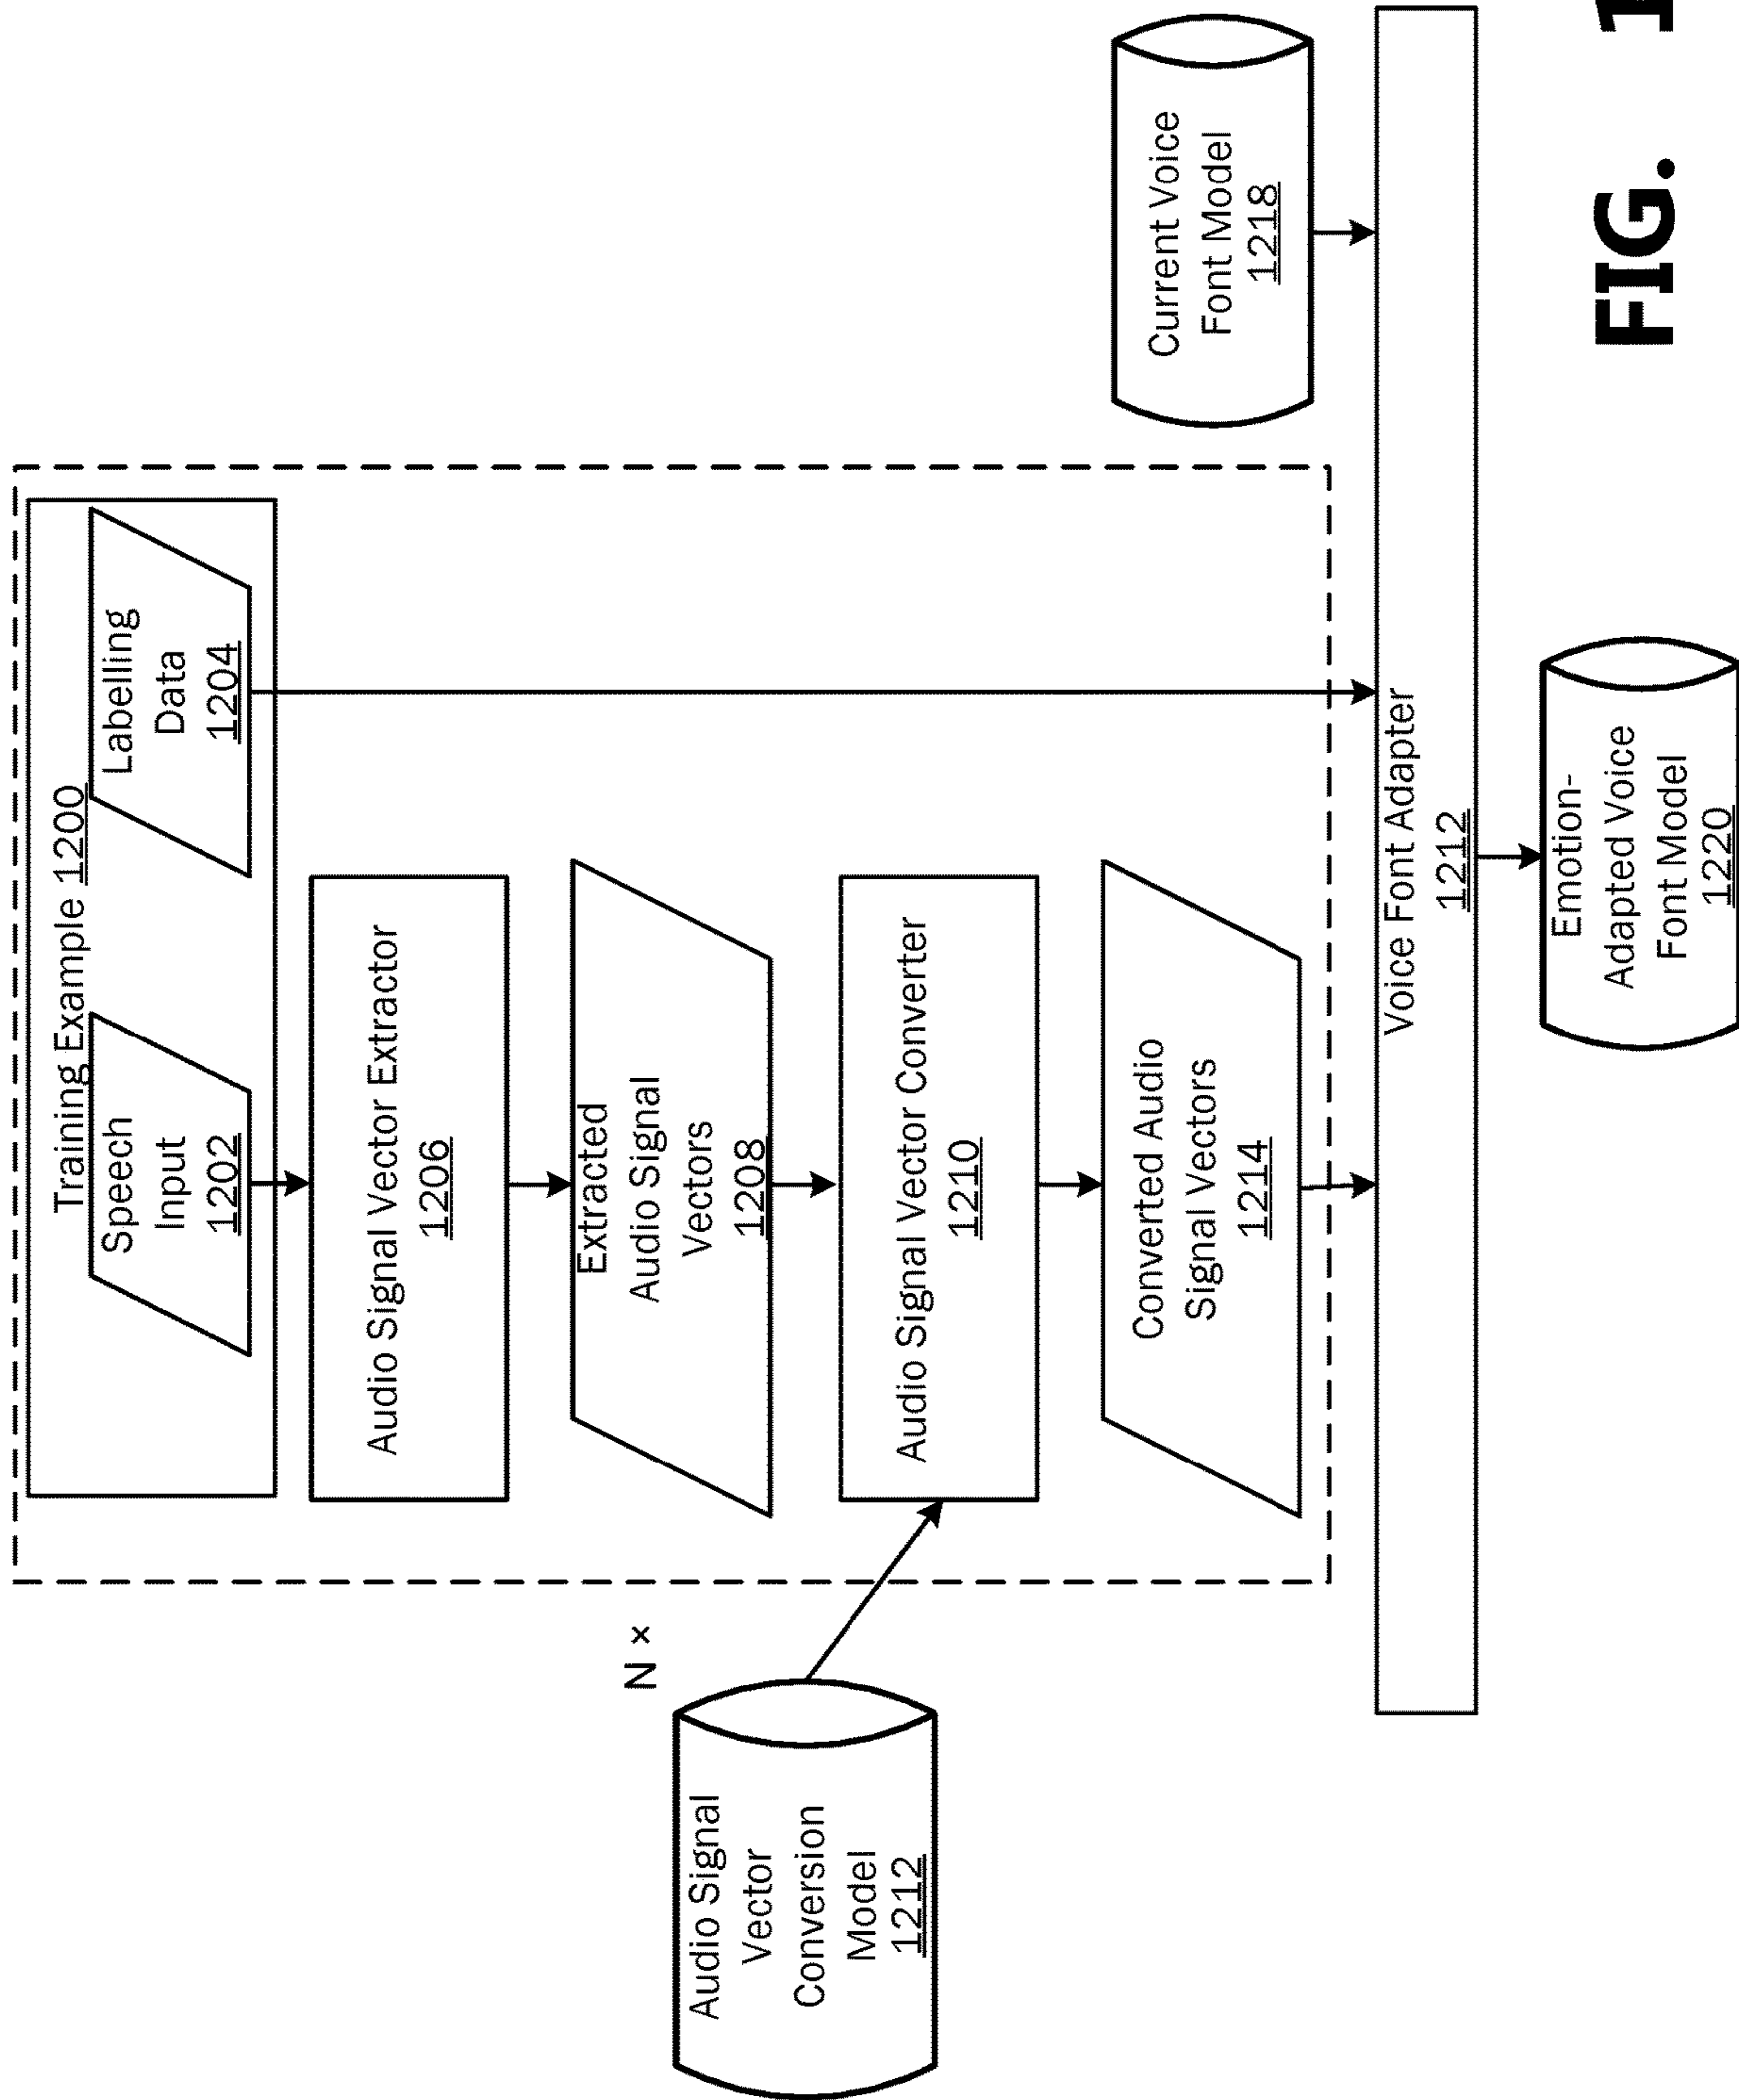 Training Example 1200
Speech
Input
1202
Labelling
Data
1204
Audio Signal Vector Extractor
1206
Extracted
Audio Signal
Vectors
1208
N ×
Audio Signal
Vector
Conversion
Model
1212
Audio Signal Vector Converter
1210
Converted Audio
Signal Vectors
1214
Current Voice
Font Model
1218
Voice Font Adapter
1212
Emotion-
Adapted Voice
Font Model
1220
FIG. 1